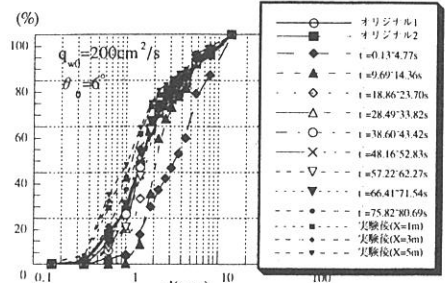 (%)
100
80
60
40
20
0
q_w0=200cm²/s
θ₀=6°
0.1
1
10
100
オリジナル1
オリジナル2
t=0.13~4.77s
t=9.69~14.36s
t=18.86~23.70s
t=28.49~33.82s
t=38.60~43.42s
t=48.16~52.83s
t=57.22~62.27s
t=66.41~71.54s
t=75.82~80.69s
実験後(X=1m)
実験後(X=3m)
実験後(X=5m)